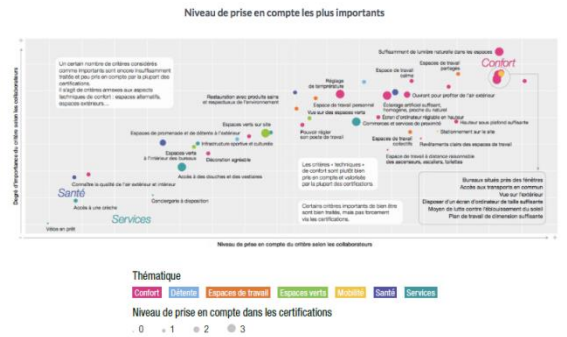 Niveau de prise en compte les plus importants
Un certain nombre de critères considérés
comme importants sont encore insuffisamment
traités et peu pris en compte par la plupart des
certifications.
Il s'agit de critères annexes aux aspects
techniques de confort : espaces alternatifs,
espaces extérieurs…
Suffisamment de lumière naturelle dans les espaces
Confort
Espaces de travail
partagés
Espace de travail
calme
Réglage
de température
Restauration avec produits sains
et respectueux de l'environnement
Espace de travail personnel
Ouvrant pour profiter de l'air extérieur
Éclairage artificiel suffisant,
homogène, proche du naturel
Vue sur des espaces verts
Écran d'ordinateur réglable en hauteur
Commerces et services de proximité
Hauteur sous plafond suffisante
Espaces verts sur site
Espaces de promenade et de détente à l'extérieur
Pouvoir régler
son poste de travail
Espaces de travail
collectifs
Stationnement sur le site
Infrastructure sportive et culturelle
Revêtements clairs des espaces de travail
Espaces verts
à l'intérieur des bureaux
Décoration agréable
Espace de travail à distance raisonnable
des ascenseurs, escaliers, toilettes
Accès à des douches et des vestiaires
Les critères « techniques »
de confort sont plutôt bien
pris en compte et valorisés
par la plupart des certifications.
Connaître la qualité de l'air extérieur et intérieur
Bureaux situés près des fenêtres
Accès aux transports en commun
Vue sur l'extérieur
Disposer d'un écran d'ordinateur de taille suffisante
Moyen de lutte contre l'éblouissement du soleil
Plan de travail de dimension suffisante
Santé
Accès à une crèche
Conciergerie à disposition
Certains critères importants de bien être
sont bien traités, mais pas forcement
via les certifications.
Services
Vélos en prêt
Degré d'importance du critère selon les collaborateurs
Niveau de prise en compte du critère selon les collaborateurs
Thématique
Confort Détente Espaces de travail Espaces verts Mobilité Santé Services
Niveau de prise en compte dans les certifications
0 1 2 3